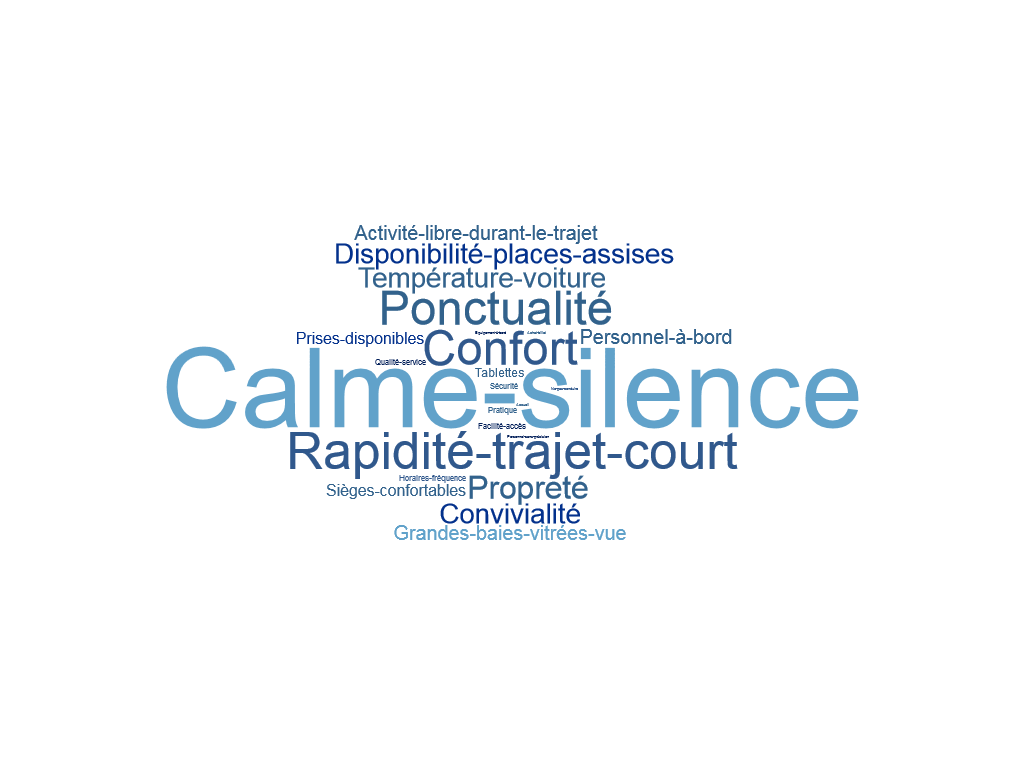 Activité-libre-durant-le-trajet
Disponibilité-places-assises
Température-voiture
Ponctualité
Prises-disponibles
Confort
Personnel-à-bord
Qualité-service
Tablettes
Calme-silence
Sécurité
Accueil
Pratique
Facilité-accès
Rapidité-trajet-court
Horaires-fréquence
Sièges-confortables
Propreté
Convivialité
Grandes-baies-vitrées-vue